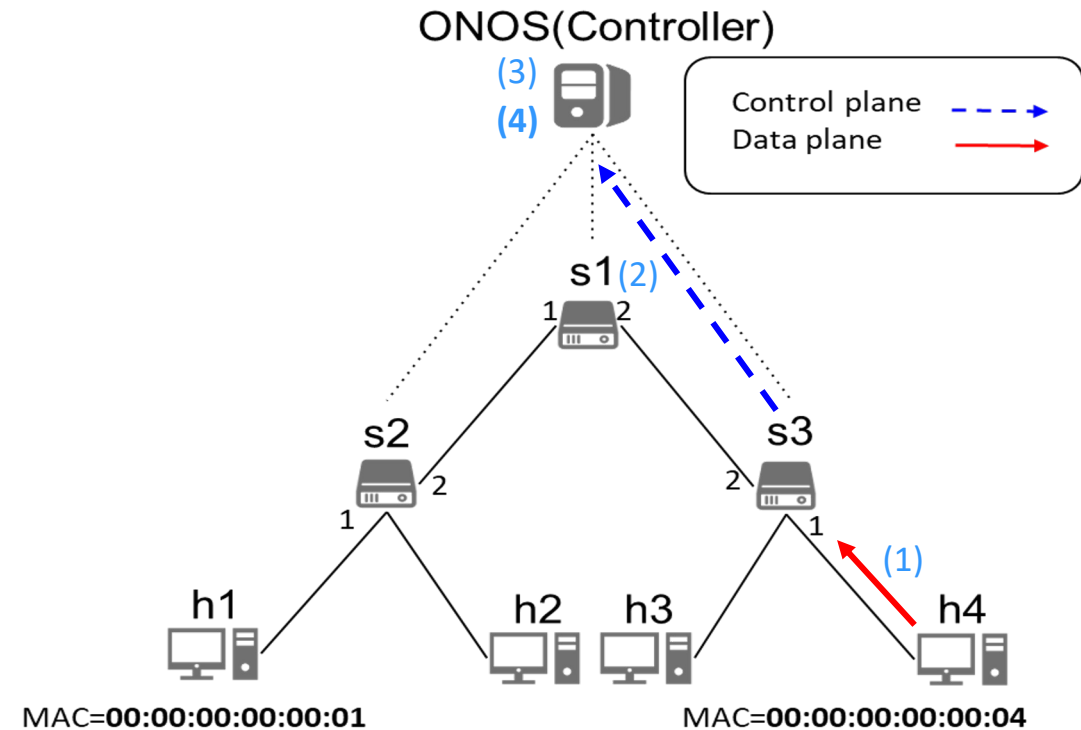 ONOS(Controller)
(3)
(4)
Control plane
Data plane
s1 (2)
1 2
s2
s3
2
2
1
1
(1)
h1
h2
h3
h4
MAC=00:00:00:00:00:01
MAC=00:00:00:00:00:04